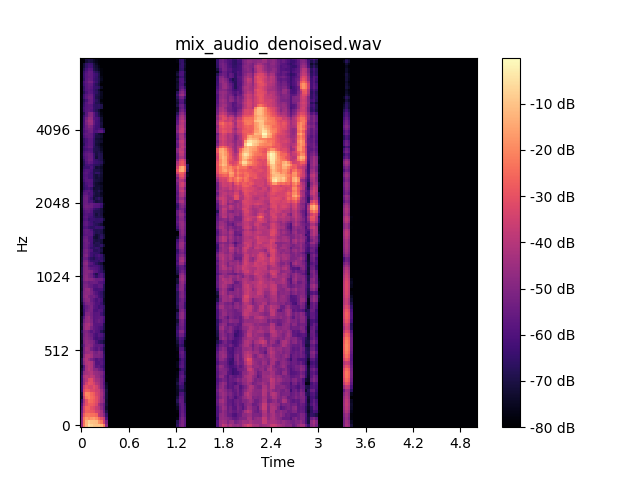 mix_audio_denoised.wav
Hz
4096
2048
1024
512
0
0 0.6 1.2 1.8 2.4 3 3.6 4.2 4.8
Time
-10 dB
-20 dB
-30 dB
-40 dB
-50 dB
-60 dB
-70 dB
-80 dB